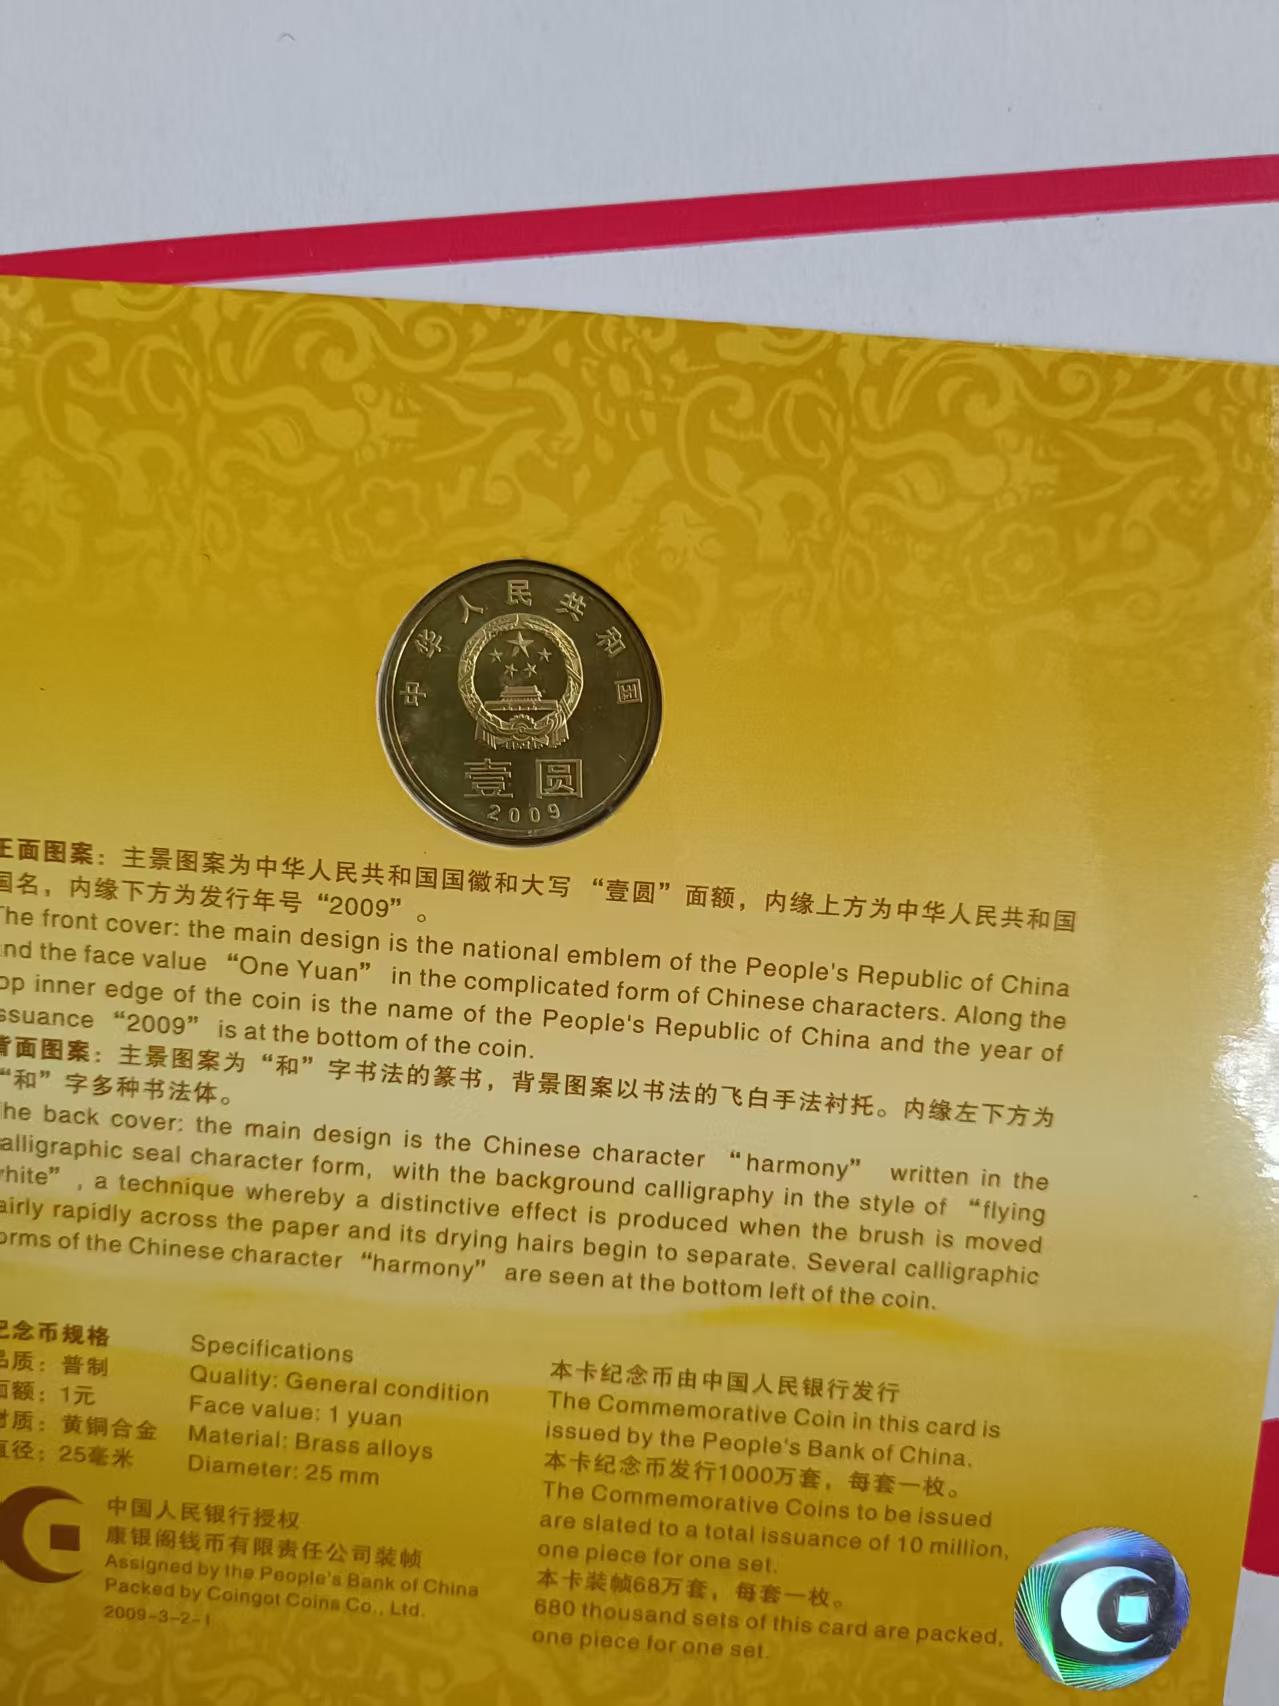 中华人民共和国
壹圆
2009
正面图案：主景图案为中华人民共和国国徽和大写“壹圆”面额，内缘上方为中华人民共和国
国名，内缘下方为发行年号“2009”。
The front cover: the main design is the national emblem of the People's Republic of China
and the face value “One Yuan” in the complicated form of Chinese characters. Along the
top inner edge of the coin is the name of the People's Republic of China and the year of
issuance “2009” is at the bottom of the coin.
背面图案：主景图案为“和”字书法的篆书，背景图案以书法的飞白手法衬托。内缘左下方为
“和”字多种书法体。
The back cover: the main design is the Chinese character “harmony” written in the
calligraphic seal character form, with the background calligraphy in the style of “flying
white”, a technique whereby a distinctive effect is produced when the brush is moved
fairly rapidly across the paper and its drying hairs begin to separate. Several calligraphic
forms of the Chinese character “harmony” are seen at the bottom left of the coin.
纪念币规格
品质：普制
面额：1元
材质：黄铜合金
直径：25毫米
Specifications
Quality: General condition
Face value: 1 yuan
Material: Brass alloys
Diameter: 25 mm
中国人民银行授权
康银阁钱币有限责任公司装帧
Assigned by the People's Bank of China
Packed by Coingot Coins Co., Ltd.
2009-3-2-1
本卡纪念币由中国人民银行发行
The Commemorative Coin in this card is
issued by the People's Bank of China.
本卡纪念币发行1000万套，每套一枚。
The Commemorative Coins to be issued
are slated to a total issuance of 10 million,
one piece for one set.
本卡装帧68万套，每套一枚。
680 thousand sets of this card are packed,
one piece for one set.